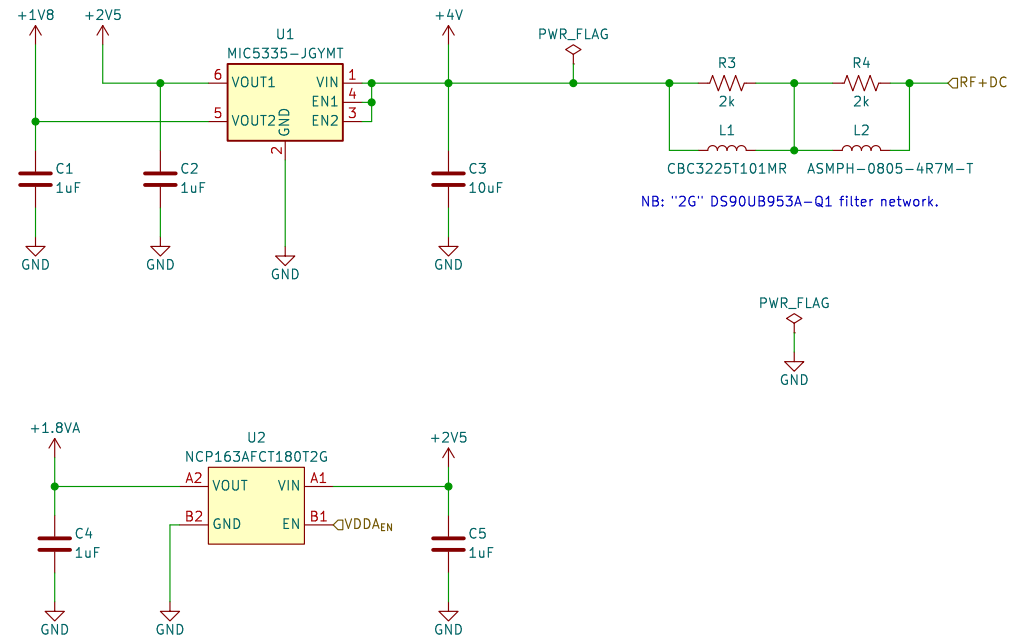 +1V8
+2V5
U1
MIC5335-JGYMT
+4V
PWR_FLAG
6 VOUT1 VIN 1
EN1 4
5 VOUT2 EN2 3
GND
2
R3
2k
R4
2k
RF+DC
L1
CBC3225T101MR
L2
ASMPH-0805-4R7M-T
NB: "2G" DS90UB953A-Q1 filter network.
C1
1uF
C2
1uF
C3
10uF
GND
GND
GND
GND
PWR_FLAG
GND
+1.8VA
U2
NCP163AFCT180T2G
+2V5
A2 VOUT VIN A1
B2 GND EN B1
VDDAEN
C4
1uF
C5
1uF
GND
GND
GND